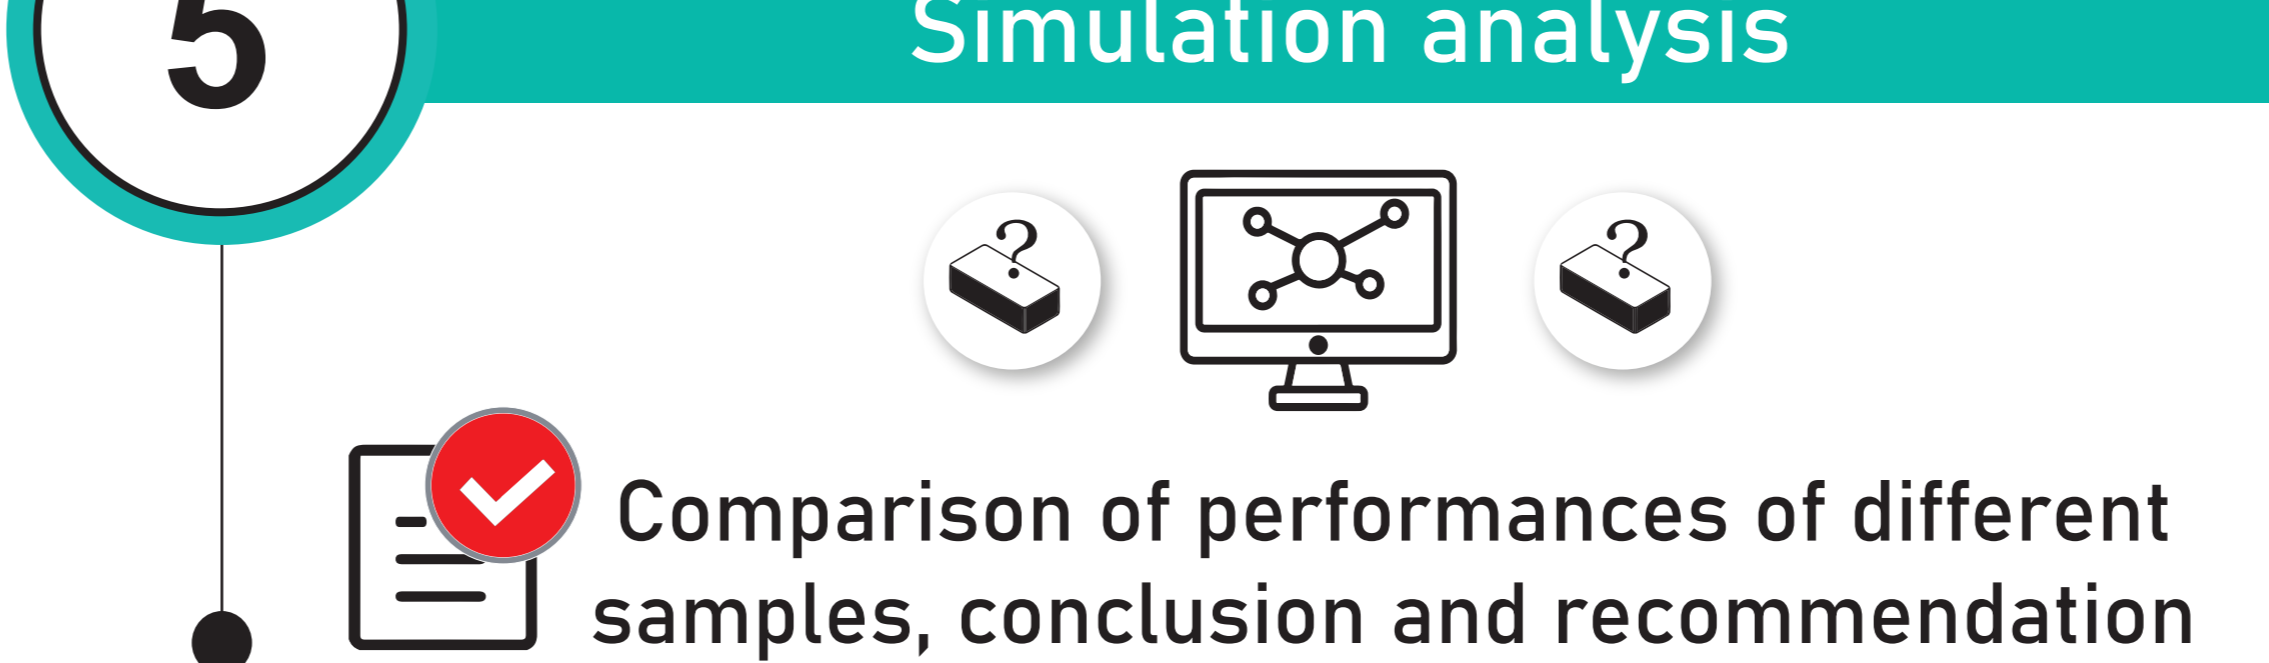 5
Simulation analysis
?
?
Comparison of performances of different
samples, conclusion and recommendation